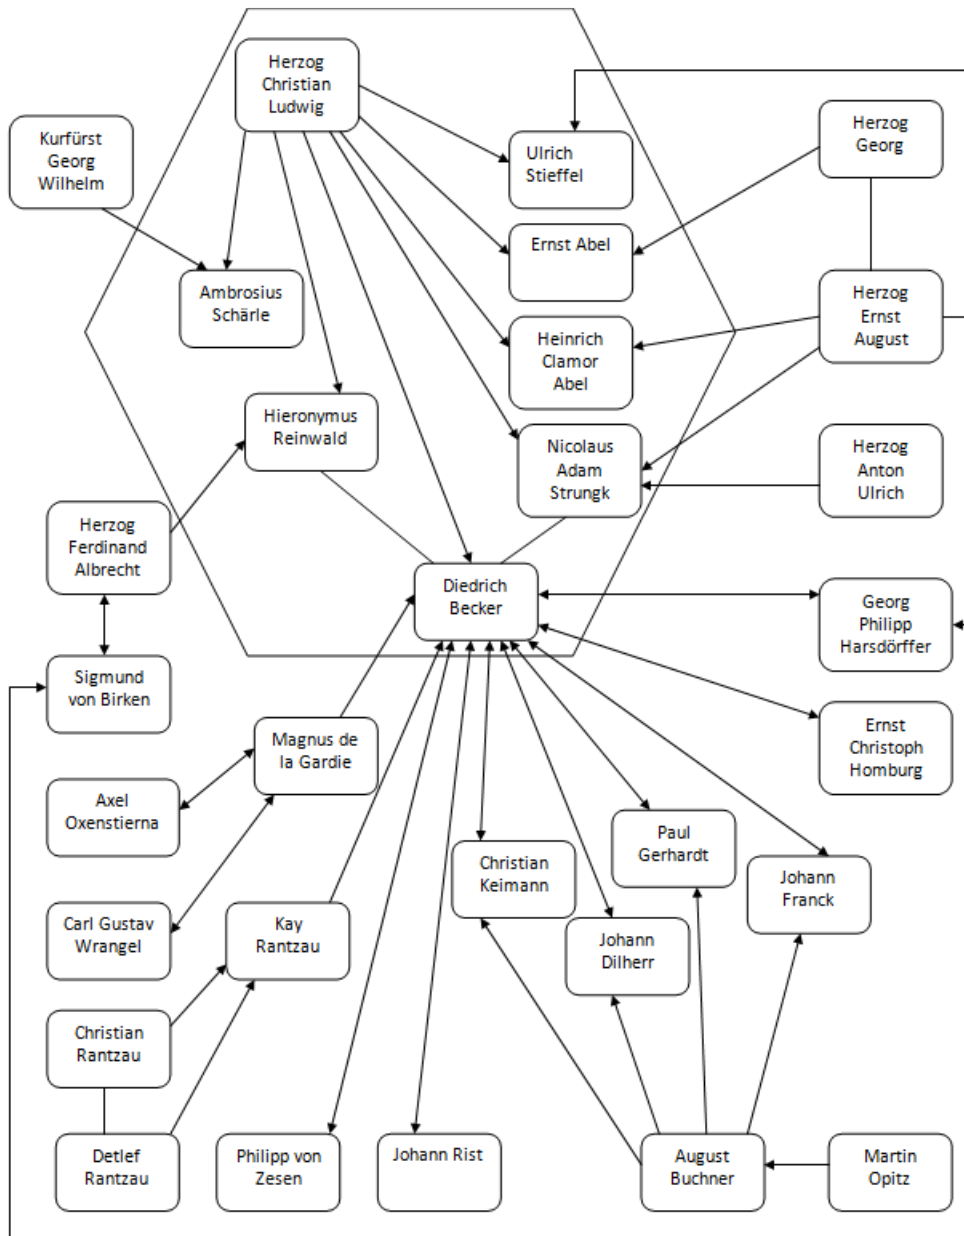 Herzog
Christian
Ludwig
Kurfürst
Georg
Wilhelm
Ulrich
Stieffel
Herzog
Georg
Ernst Abel
Ambrosius
Schärle
Herzog
Ernst
August
Heinrich
Clamor
Abel
Hieronymus
Reinwald
Nicolaus
Adam
Strungk
Herzog
Anton
Ulrich
Herzog
Ferdinand
Albrecht
Diedrich
Becker
Georg
Philipp
Harsdörffer
Sigmund
von Birken
Magnus de
la Gardie
Ernst
Christoph
Homburg
Axel
Oxenstierna
Paul
Gerhardt
Christian
Keimann
Johann
Franck
Carl Gustav
Wrangel
Kay
Rantzau
Johann
Dilherr
Christian
Rantzau
Detlef
Rantzau
Philipp von
Zesen
Johann Rist
August
Buchner
Martin
Opitz